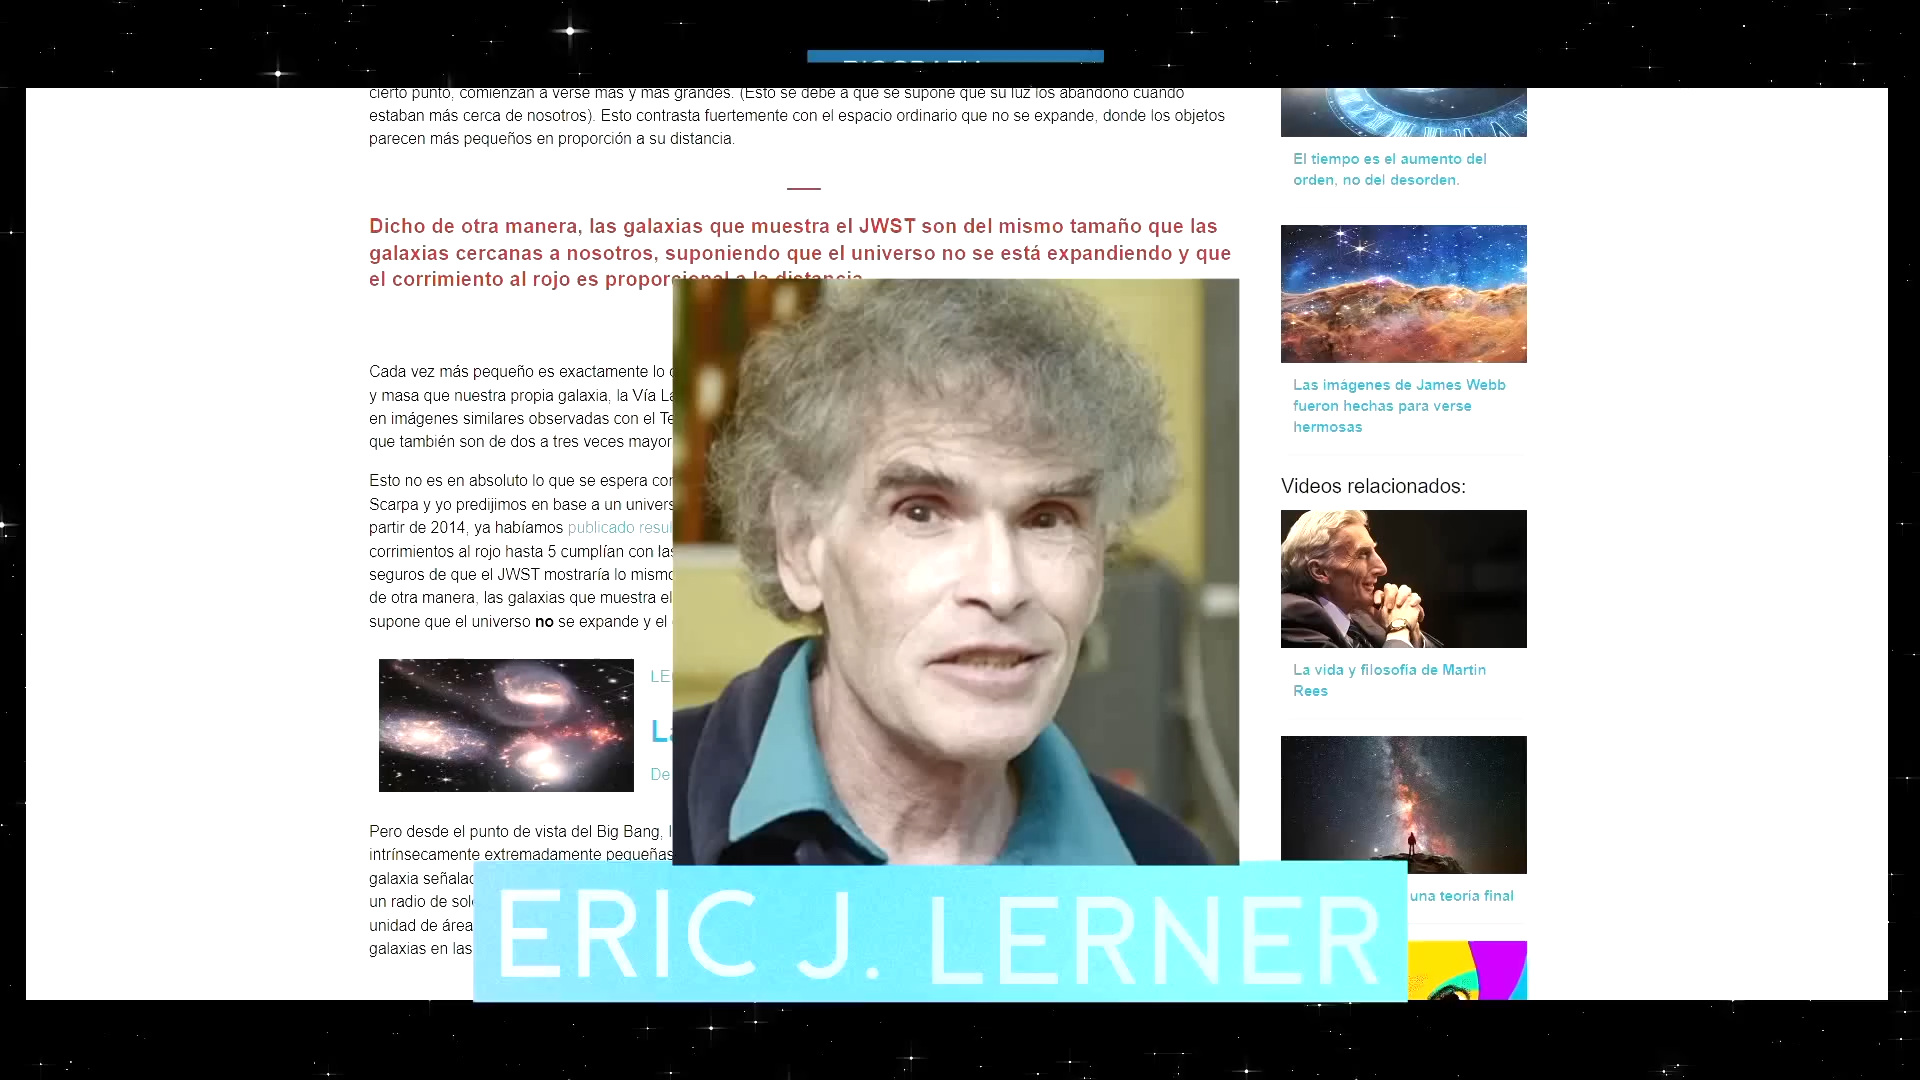 cierto punto, comienzan a verse más y más grandes. (Esto se debe a que se supone que su luz los abandonó cuando
estaban más cerca de nosotros). Esto contrasta fuertemente con el espacio ordinario que no se expande, donde los objetos
parecen más pequeños en proporción a su distancia.
Dicho de otra manera, las galaxias que muestra el JWST son del mismo tamaño que las
galaxias cercanas a nosotros, suponiendo que el universo no se está expandiendo y que
el corrimiento al rojo es proporcional a la distancia
Cada vez más pequeño es exactamente lo
y masa que nuestra propia galaxia, la Vía
en imágenes similares observadas con el
que también son de dos a tres veces mayor
Esto no es en absoluto lo que se espera
Scarpa y yo predijimos en base a un
partir de 2014, ya habíamos publicado
corrimientos al rojo hasta 5 cumplían con
seguros de que el JWST mostraría lo mismo
de otra manera, las galaxias que muestra el
supone que el universo no se expande y el
De
Pero desde el punto de vista del Big Bang,
intrínsecamente extremadamente pequeñas
galaxia
un radio de
unidad de área
galaxias en las
El tiempo es el aumento del
orden, no del desorden.
Las imágenes de James Webb
fueron hechas para verse
hermosas
Videos relacionados:
La vida y filosofía de Martin
Rees
una teoría final
ERIC J. LERNER